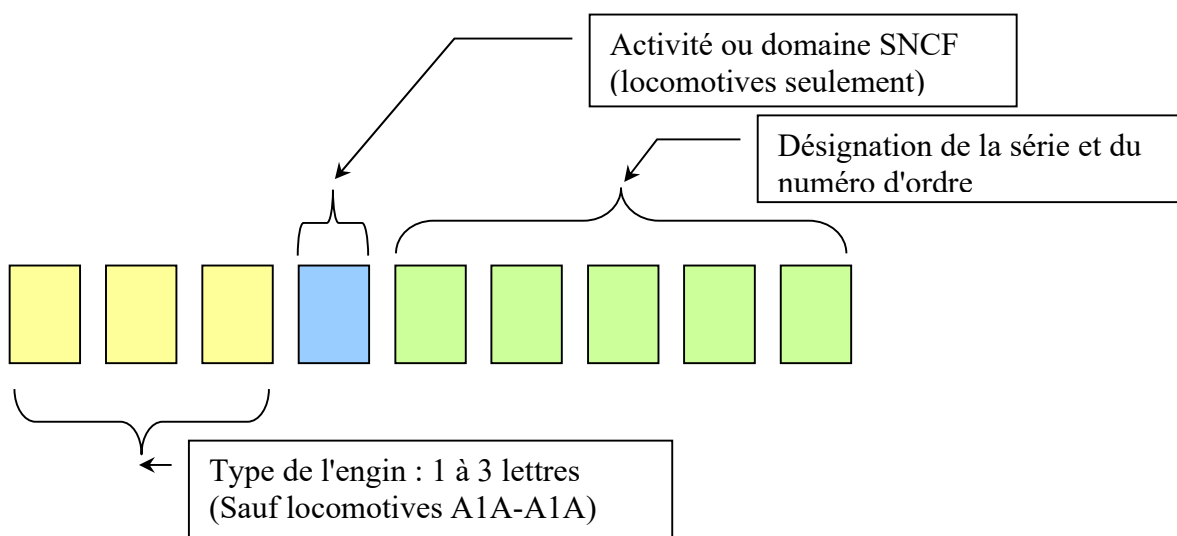 Activité ou domaine SNCF
(locomotives seulement)
Désignation de la série et du
numéro d'ordre
Type de l'engin : 1 à 3 lettres
(Sauf locomotives A1A-A1A)